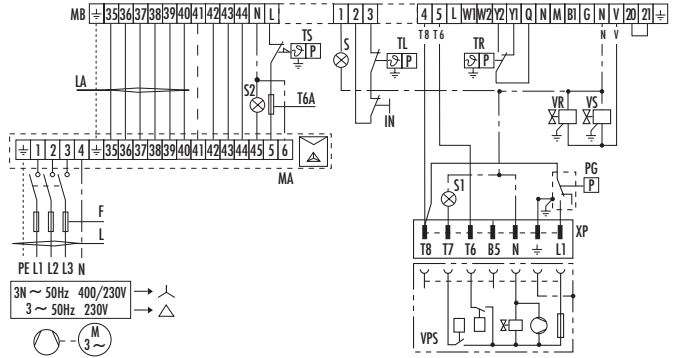 MB 35 36 37 38 39 40 41 42 43 44 N L
1 2 3
4 5 L W1 W2 Y2 Y1 Q N M B1 G N V 20 21
T8 T6
N V
TS
P
S
TL
P
TR
P
LA
S2
T6A
IN
VR VS
1 2 3 4 35 36 37 38 39 40 41 42 43 44 45 5 6
MA
PG
P
S1
F
L
XP
T8 T7 T6 B5 N L1
PE L1 L2 L3 N
3N ~ 50Hz 400/230V
3 ~ 50Hz 230V
M
3 ~
VPS